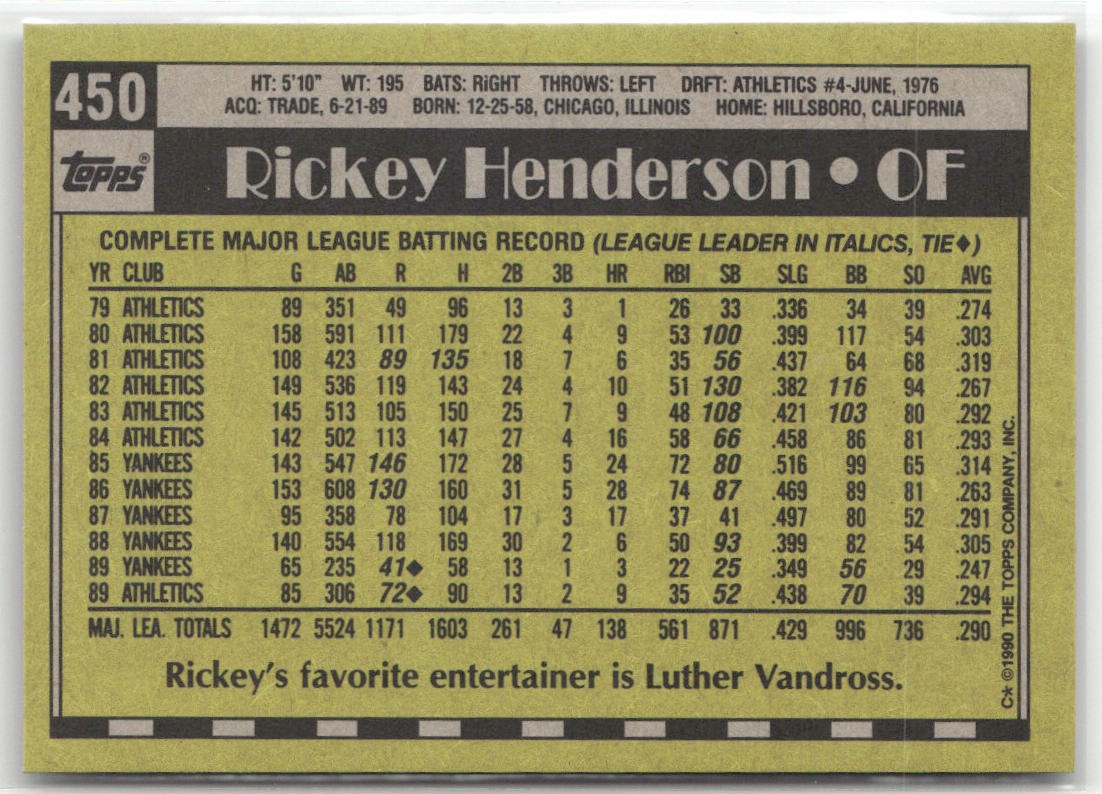 450
HT: 5'10" WT: 195 BATS: RiGHT THROWS: LEFT DRFT: ATHLETICS #4-JUNE, 1976
ACQ: TRADE, 6-21-89 BORN: 12-25-58, CHICAGO, ILLINOIS HOME: HILLSBORO, CALIFORNIA
topps®
Rickey Henderson • OF
COMPLETE MAJOR LEAGUE BATTING RECORD (LEAGUE LEADER IN ITALICS, TIE♦)
YR CLUB G AB R H 2B 3B HR RBI SB SLG BB SO AVG
79 ATHLETICS 89 351 49 96 13 3 1 26 33 .336 34 39 .274
80 ATHLETICS 158 591 111 179 22 4 9 53 100 .399 117 54 .303
81 ATHLETICS 108 423 89 135 18 7 6 35 56 .437 64 68 .319
82 ATHLETICS 149 536 119 143 24 4 10 51 130 .382 116 94 .267
83 ATHLETICS 145 513 105 150 25 7 9 48 108 .421 103 80 .292
84 ATHLETICS 142 502 113 147 27 4 16 58 66 .458 86 81 .293
85 YANKEES 143 547 146 172 28 5 24 72 80 .516 99 65 .314
86 YANKEES 153 608 130 160 31 5 28 74 87 .469 89 81 .263
87 YANKEES 95 358 78 104 17 3 17 37 41 .497 80 52 .291
88 YANKEES 140 554 118 169 30 2 6 50 93 .399 82 54 .305
89 YANKEES 65 235 41♦ 58 13 1 3 22 25 .349 56 29 .247
89 ATHLETICS 85 306 72♦ 90 13 2 9 35 52 .438 70 39 .294
MAJ. LEA. TOTALS 1472 5524 1171 1603 261 47 138 561 871 .429 996 736 .290
Rickey's favorite entertainer is Luther Vandross.
C* ©1990 THE TOPPS COMPANY, INC.